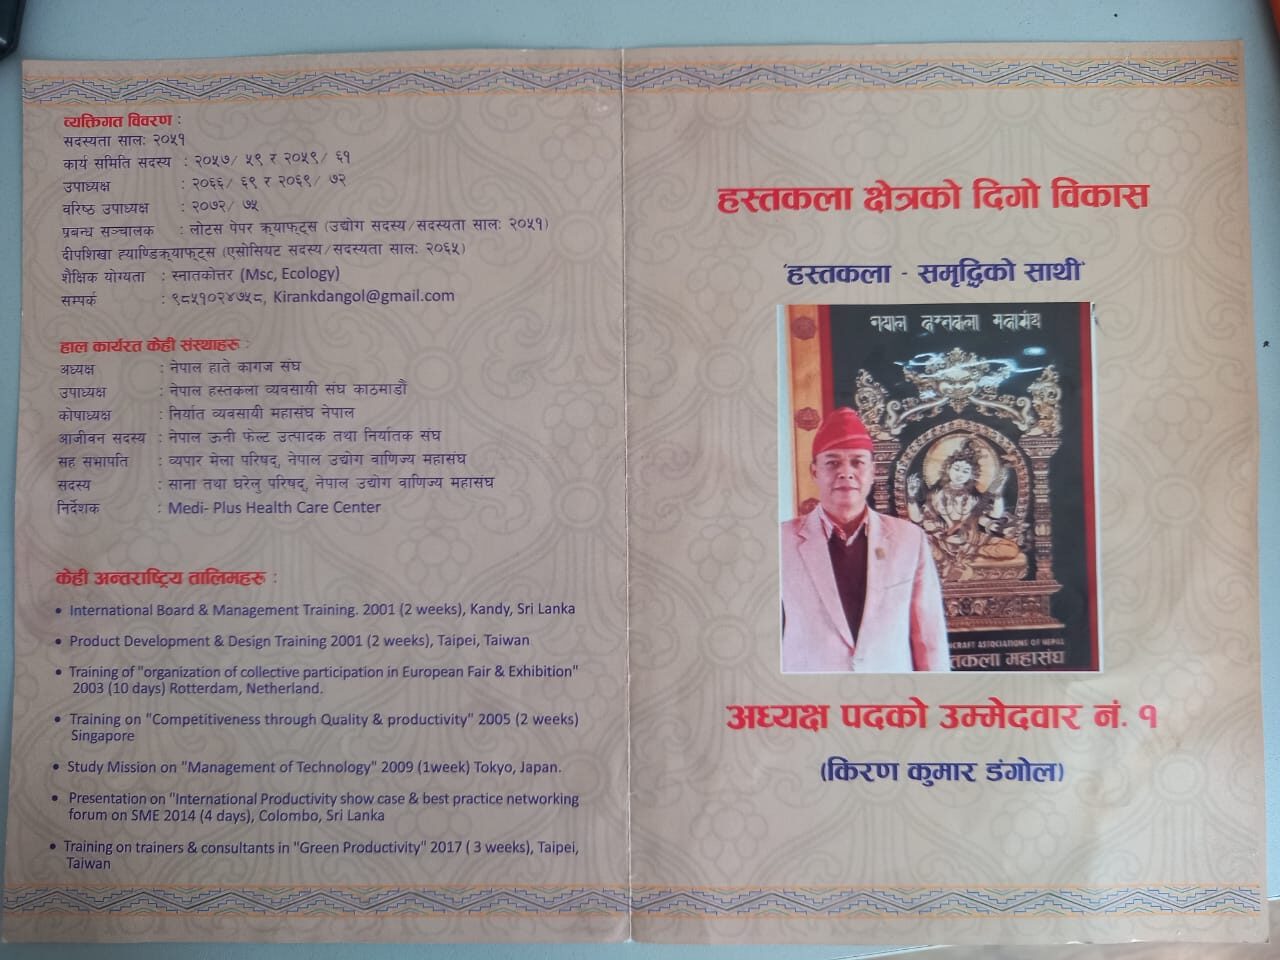 व्यक्तिगत विवरण :
सदस्यता सालः २०५१
कार्य समिति सदस्य : २०५७/ ५९ र २०५९/ ६१
उपाध्यक्ष : २०६६/ ६९ र २०६९/ ७२
वरिष्ठ उपाध्यक्ष : २०७२/ ७५
प्रबन्ध सञ्चालक : लोटस पेपर क्र्याफ्ट्स (उद्योग सदस्य/सदस्यता सालः २०५१)
दीपशिखा ह्याण्डिक्र्याफ्ट्स (एसोसियट सदस्य/सदस्यता सालः २०६५)
शैक्षिक योग्यता : स्नातकोत्तर (Msc, Ecology)
सम्पर्क : ९८५१०२४७५८, Kirankdangol@gmail.com
हाल कार्यरत केही संस्थाहरू :
अध्यक्ष : नेपाल हाते कागज संघ
उपाध्यक्ष : नेपाल हस्तकला व्यवसायी संघ काठमाडौं
कोषाध्यक्ष : निर्यात व्यवसायी महासंघ नेपाल
आजीवन सदस्य : नेपाल ऊनी फेल्ट उत्पादक तथा निर्यातक संघ
सह सभापति : व्यपार मेला परिषद्, नेपाल उद्योग वाणिज्य महासंघ
सदस्य : साना तथा घरेलु परिषद्, नेपाल उद्योग वाणिज्य महासंघ
निर्देशक : Medi- Plus Health Care Center
केही अन्तराष्ट्रिय तालिमहरू :
• International Board & Management Training. 2001 (2 weeks), Kandy, Sri Lanka
• Product Development & Design Training 2001 (2 weeks), Taipei, Taiwan
• Training of "organization of collective participation in European Fair & Exhibition"
2003 (10 days) Rotterdam, Netherland.
• Training on "Competitiveness through Quality & productivity" 2005 (2 weeks)
Singapore
• Study Mission on "Management of Technology" 2009 (1week) Tokyo, Japan.
• Presentation on "International Productivity show case & best practice networking
forum on SME 2014 (4 days), Colombo, Sri Lanka
• Training on trainers & consultants in "Green Productivity" 2017 ( 3 weeks), Taipei,
Taiwan
हस्तकला क्षेत्रको दिगो विकास
'हस्तकला - समृद्धिको साथी'
CRAFT ASSOCIATIONS OF NEPAL
तकला महासंघ
अध्यक्ष पदको उम्मेदवार नं. १
(किरण कुमार डंगोल)